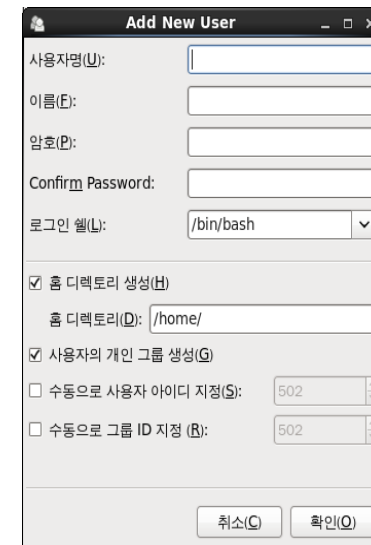 Add New User
사용자명(U):
이름(F):
암호(P):
Confirm Password:
로그인 쉘(L): /bin/bash
홈 디렉토리 생성(H)
홈 디렉토리(D): /home/
사용자의 개인 그룹 생성(G)
수동으로 사용자 아이디 지정(S): 502
수동으로 그룹 ID 지정 (R): 502
취소(C) 확인(O)